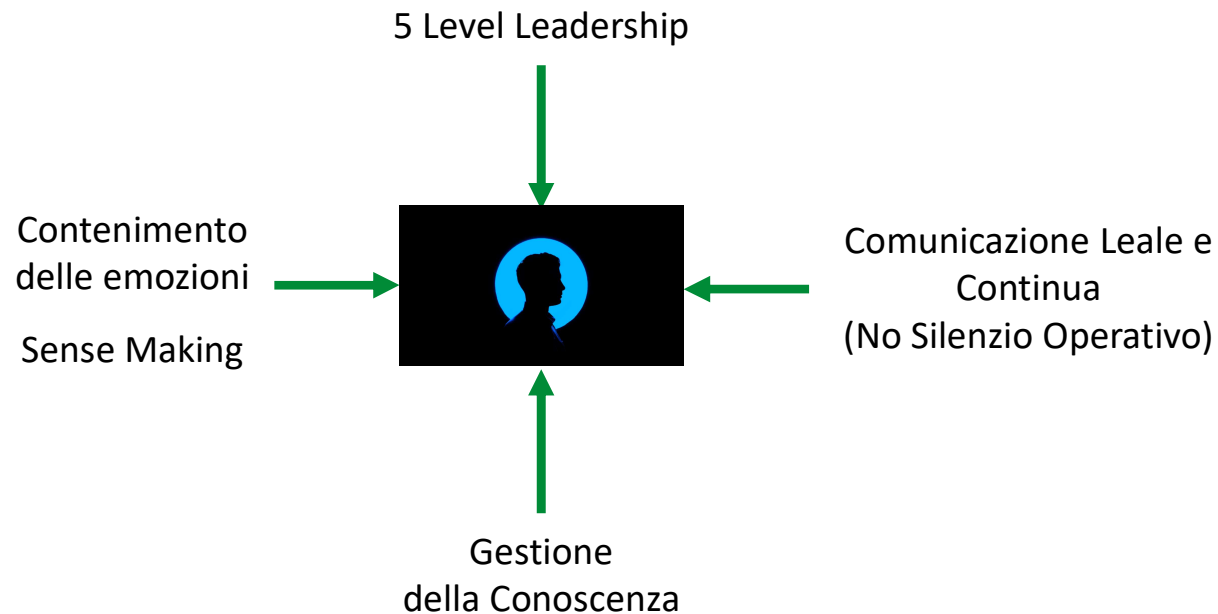 5 Level Leadership
Contenimento
delle emozioni
Sense Making
Comunicazione Leale e
Continua
(No Silenzio Operativo)
Gestione
della Conoscenza